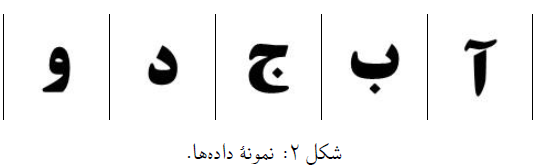 آ ب ج د و
شکل ۲: نمونهٔ داده‌ها.